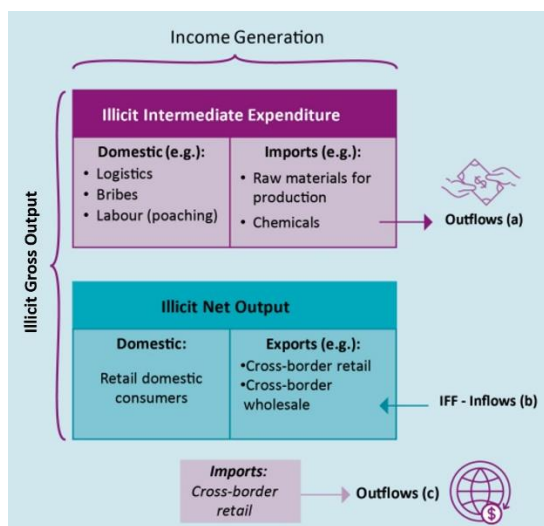 Income Generation
Illicit Gross Output
Illicit Intermediate Expenditure
Domestic (e.g.):
• Logistics
• Bribes
• Labour (poaching)
Imports (e.g.):
• Raw materials for
production
• Chemicals
Outflows (a)
Illicit Net Output
Domestic:
Retail domestic
consumers
Exports (e.g.):
•Cross-border retail
•Cross-border
wholesale
IFF - Inflows (b)
Imports:
Cross-border
retail
Outflows (c)
$